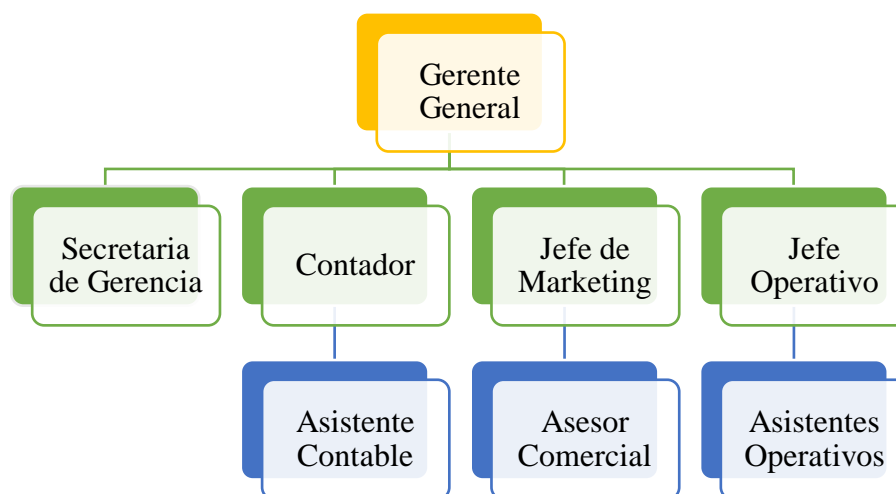 Gerente
General
Secretaria
de Gerencia
Contador
Jefe de
Marketing
Jefe
Operativo
Asistente
Contable
Asesor
Comercial
Asistentes
Operativos